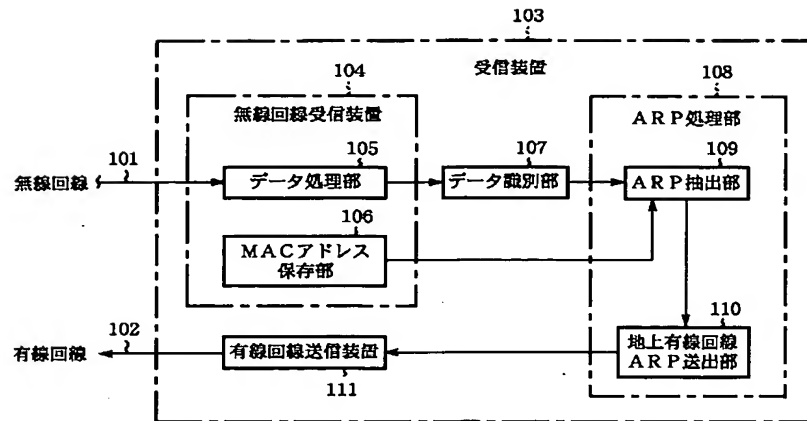 103
受信装置
104
無線回線受信装置
108
ARP処理部
101
無線回線
105
データ処理部
107
データ識別部
109
ARP抽出部
106
MACアドレス
保存部
102
有線回線
有線回線送信装置
111
110
地上有線回線
ARP送出部